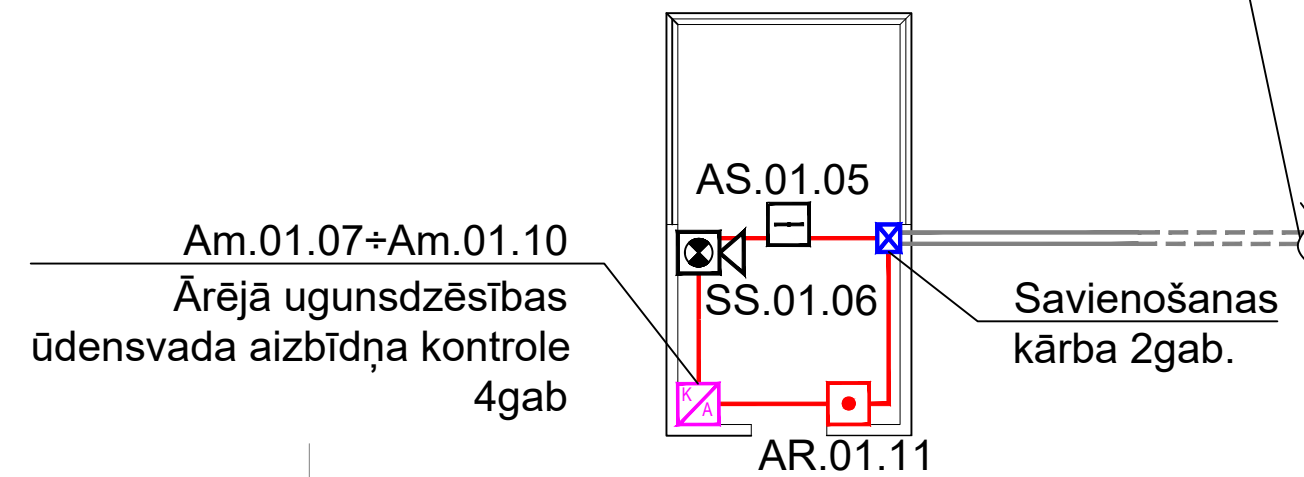 AS.01.05
Am.01.07÷Am.01.10
Ārējā ugunsdzēsības
ūdensvada aizbīdņa kontrole
4gab
SS.01.06
Savienošanas
kārba 2gab.
K
A
AR.01.11